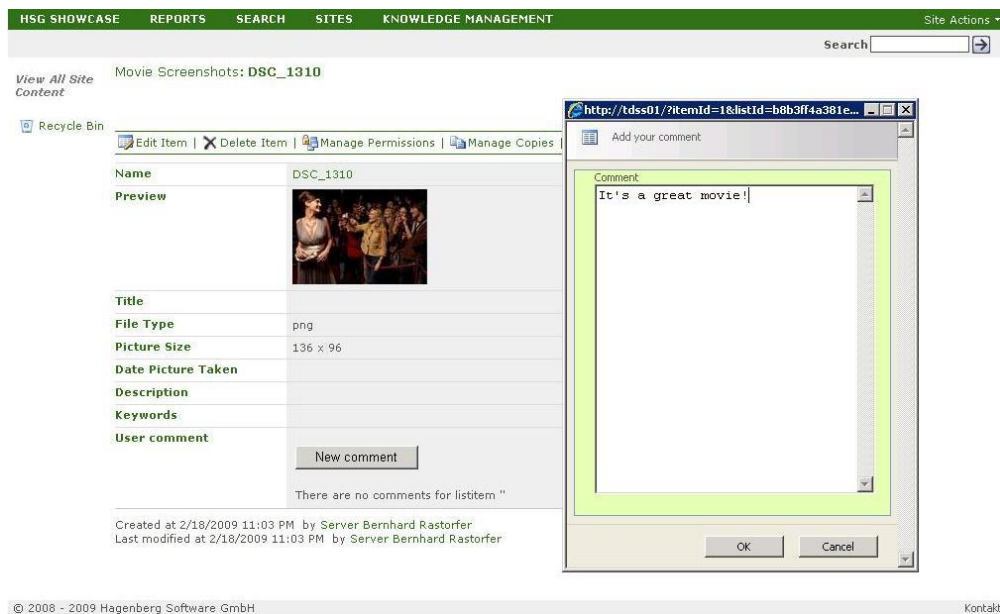 HSG SHOWCASE REPORTS SEARCH SITES KNOWLEDGE MANAGEMENT Site Actions
Search
View All Site
Content
Recycle Bin
Movie Screenshots: DSC_1310
Edit Item | Delete Item | Manage Permissions | Manage Copies |
Name DSC_1310
Preview
Title
File Type png
Picture Size 136 x 96
Date Picture Taken
Description
Keywords
User comment
New comment
There are no comments for listitem ''
Created at 2/18/2009 11:03 PM by Server Bernhard Rastorfer
Last modified at 2/18/2009 11:03 PM by Server Bernhard Rastorfer
http://tdss01/?itemId=1&listId=b8b3ff4a381e...
Add your comment
Comment
It's a great movie!
OK Cancel
© 2008 - 2009 Hagenberg Software GmbH Kontakt